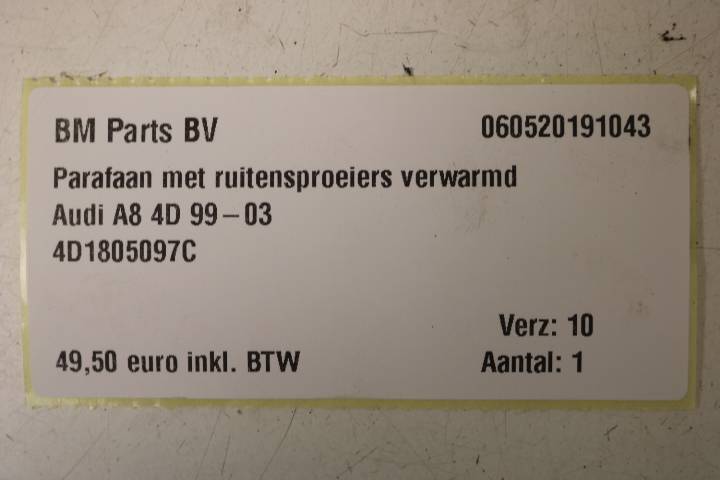 BM Parts BV 060520191043
Parafaan met ruitensproeiers verwarmd
Audi A8 4D 99-03
4D1805097C
Verz: 10
49,50 euro inkl. BTW Aantal: 1